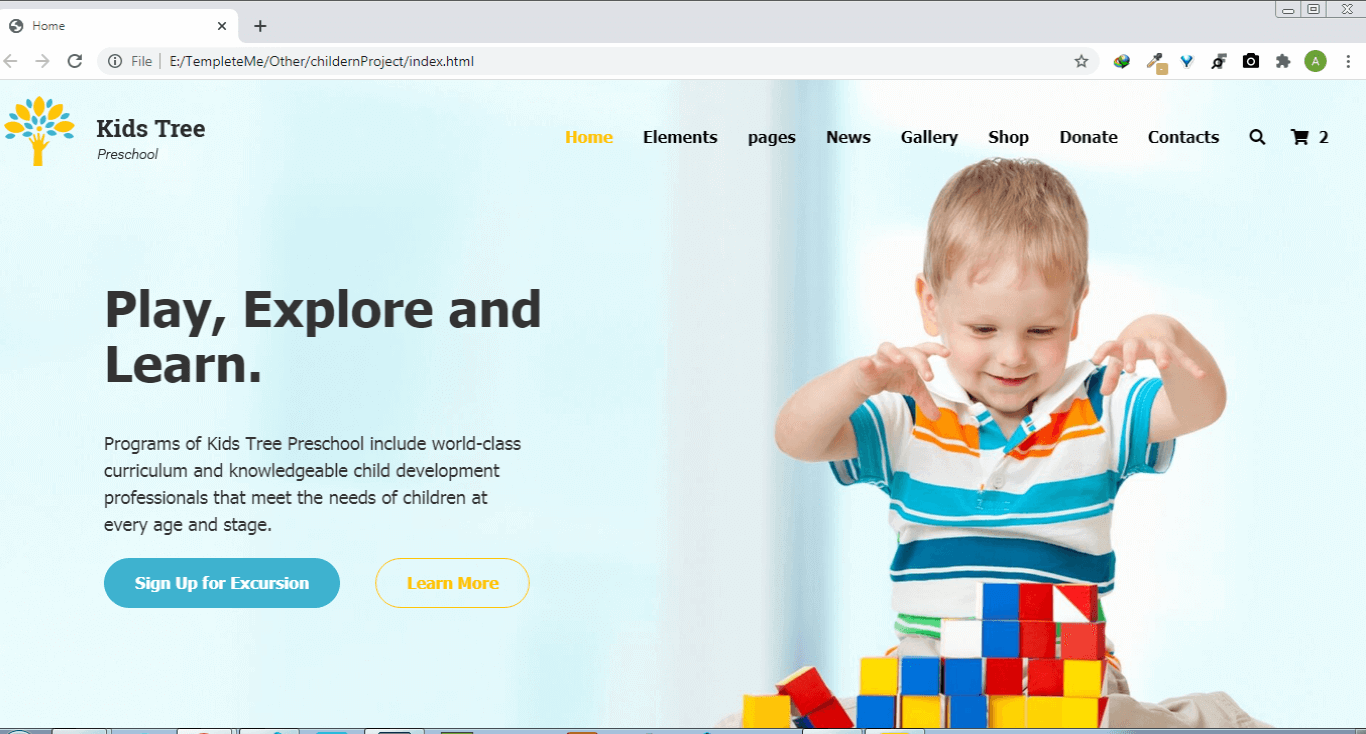 Home
File E:/TempleteMe/Other/childernProject/index.html
A
Kids Tree
Preschool
Home Elements pages News Gallery Shop Donate Contacts 2
Play, Explore and
Learn.
Programs of Kids Tree Preschool include world-class
curriculum and knowledgeable child development
professionals that meet the needs of children at
every age and stage.
Sign Up for Excursion Learn More